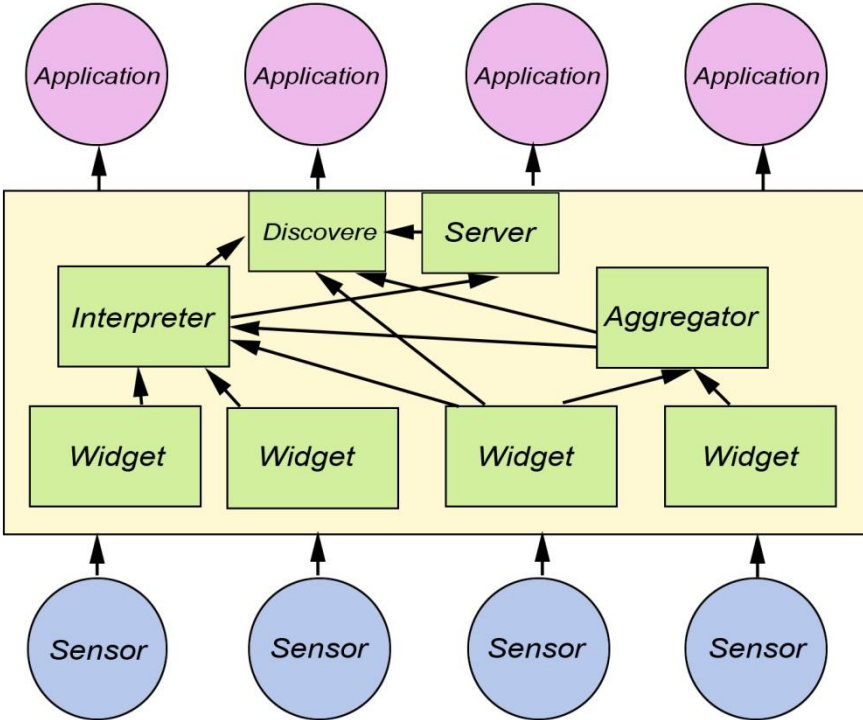 Application
Application
Application
Application
Discovere
Server
Interpreter
Aggregator
Widget
Widget
Widget
Widget
Sensor
Sensor
Sensor
Sensor